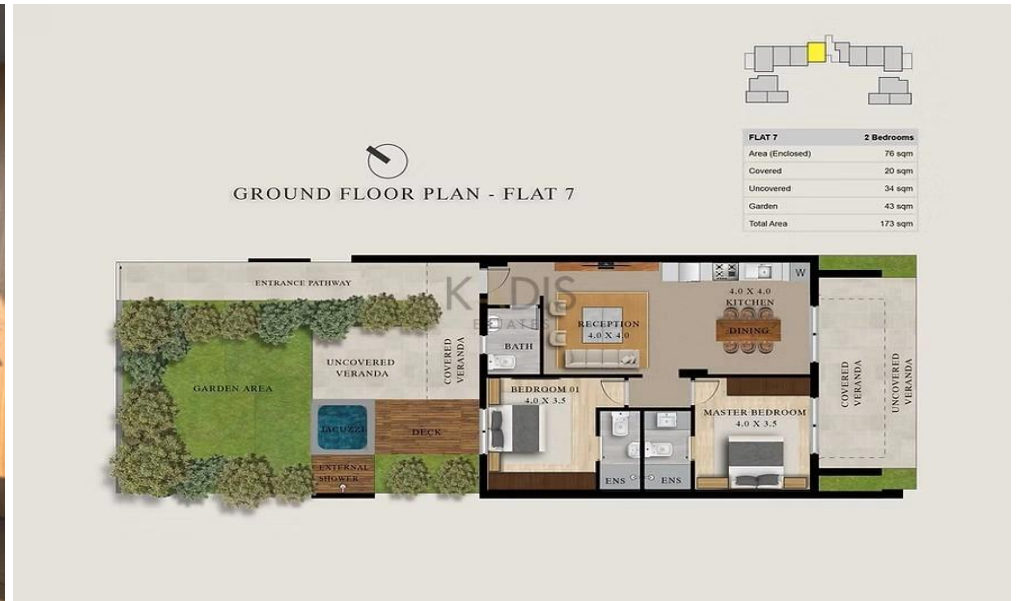 GROUND FLOOR PLAN - FLAT 7
FLAT 7 2 Bedrooms
Area (Enclosed) 76 sqm
Covered 20 sqm
Uncovered 34 sqm
Garden 43 sqm
Total Area 173 sqm
ENTRANCE PATHWAY
UNCOVERED
VERANDA
COVERED
VERANDA
GARDEN AREA
JACUZZI
DECK
EXTERNAL
SHOWER
BATH
RECEPTION
4.0 X 4.0
W
4.0 X 4.0
KITCHEN
DINING
BEDROOM 01
4.0 X 3.5
ENS
ENS
MASTER BEDROOM
4.0 X 3.5
COVERED
VERANDA
UNCOVERED
VERANDA
ESTATES